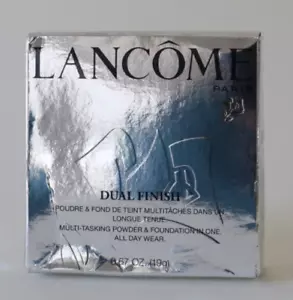 LANCÔME
PARIS
DUAL FINISH
POUDRE & FOND DE TEINT MULTITÂCHES DANS UN
LONGUE TENUE
MULTI-TASKING POWDER & FOUNDATION IN ONE
ALL DAY WEAR.
0.67 OZ. (19g)